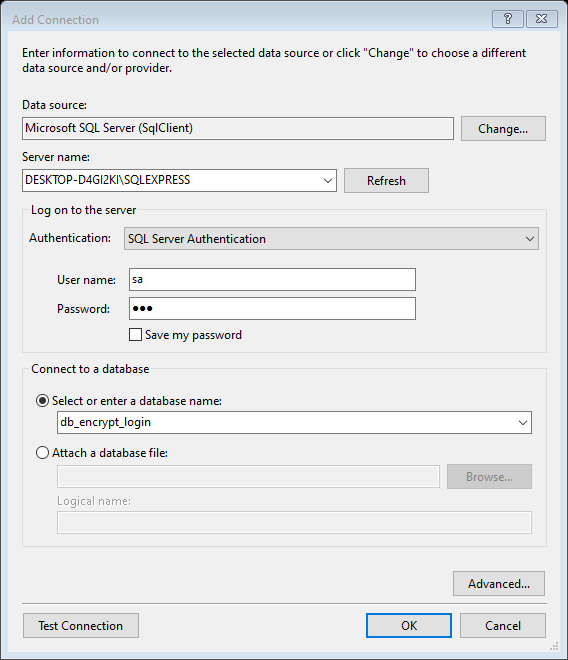 Add Connection
?
Enter information to connect to the selected data source or click "Change" to choose a different
data source and/or provider.
Data source:
Microsoft SQL Server (SqlClient)
Change...
Server name:
DESKTOP-D4GI2KI\SQLEXPRESS
Refresh
Log on to the server
Authentication:
SQL Server Authentication
User name:
sa
Password:
●●●
Save my password
Connect to a database
Select or enter a database name:
db_encrypt_login
Attach a database file:
Browse...
Logical name:
Advanced...
Test Connection
OK
Cancel